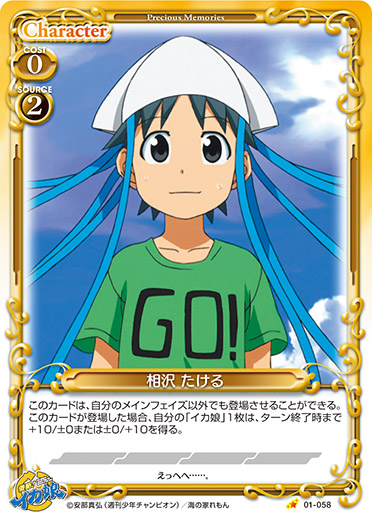 Precious Memories
Character
COST
0
SOURCE
2
GO!
相沢 たける
このカードは、自分のメインフェイズ以外でも登場させることができる。
このカードが登場した場合、自分の「イカ娘」1枚は、ターン終了時まで
+10/±0または±0/+10を得る。
えっへへ……。
イカ娘
©安部真弘(週刊少年チャンピオン)/海の家れもん
01-058